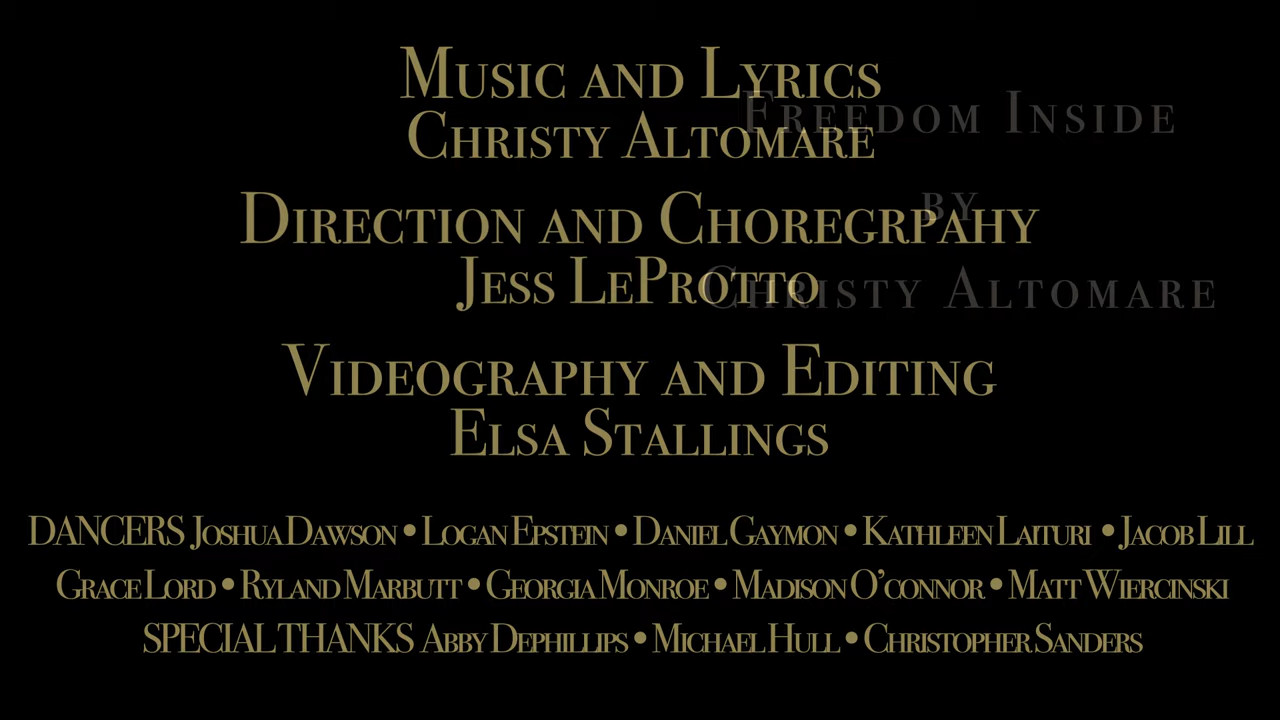 Music and Lyrics
Christy Altomare
Freedom Inside
by
Christy Altomare
Direction and Choregrpahy
Jess LeProtto
Videography and Editing
Elsa Stallings
DANCERS Joshua Dawson • Logan Epstein • Daniel Gaymon • Kathleen Laituri • Jacob Lill
Grace Lord • Ryland Marbutt • Georgia Monroe • Madison O'connor • Matt Wiercinski
SPECIAL THANKS Abby Dephillips • Michael Hull • Christopher Sanders